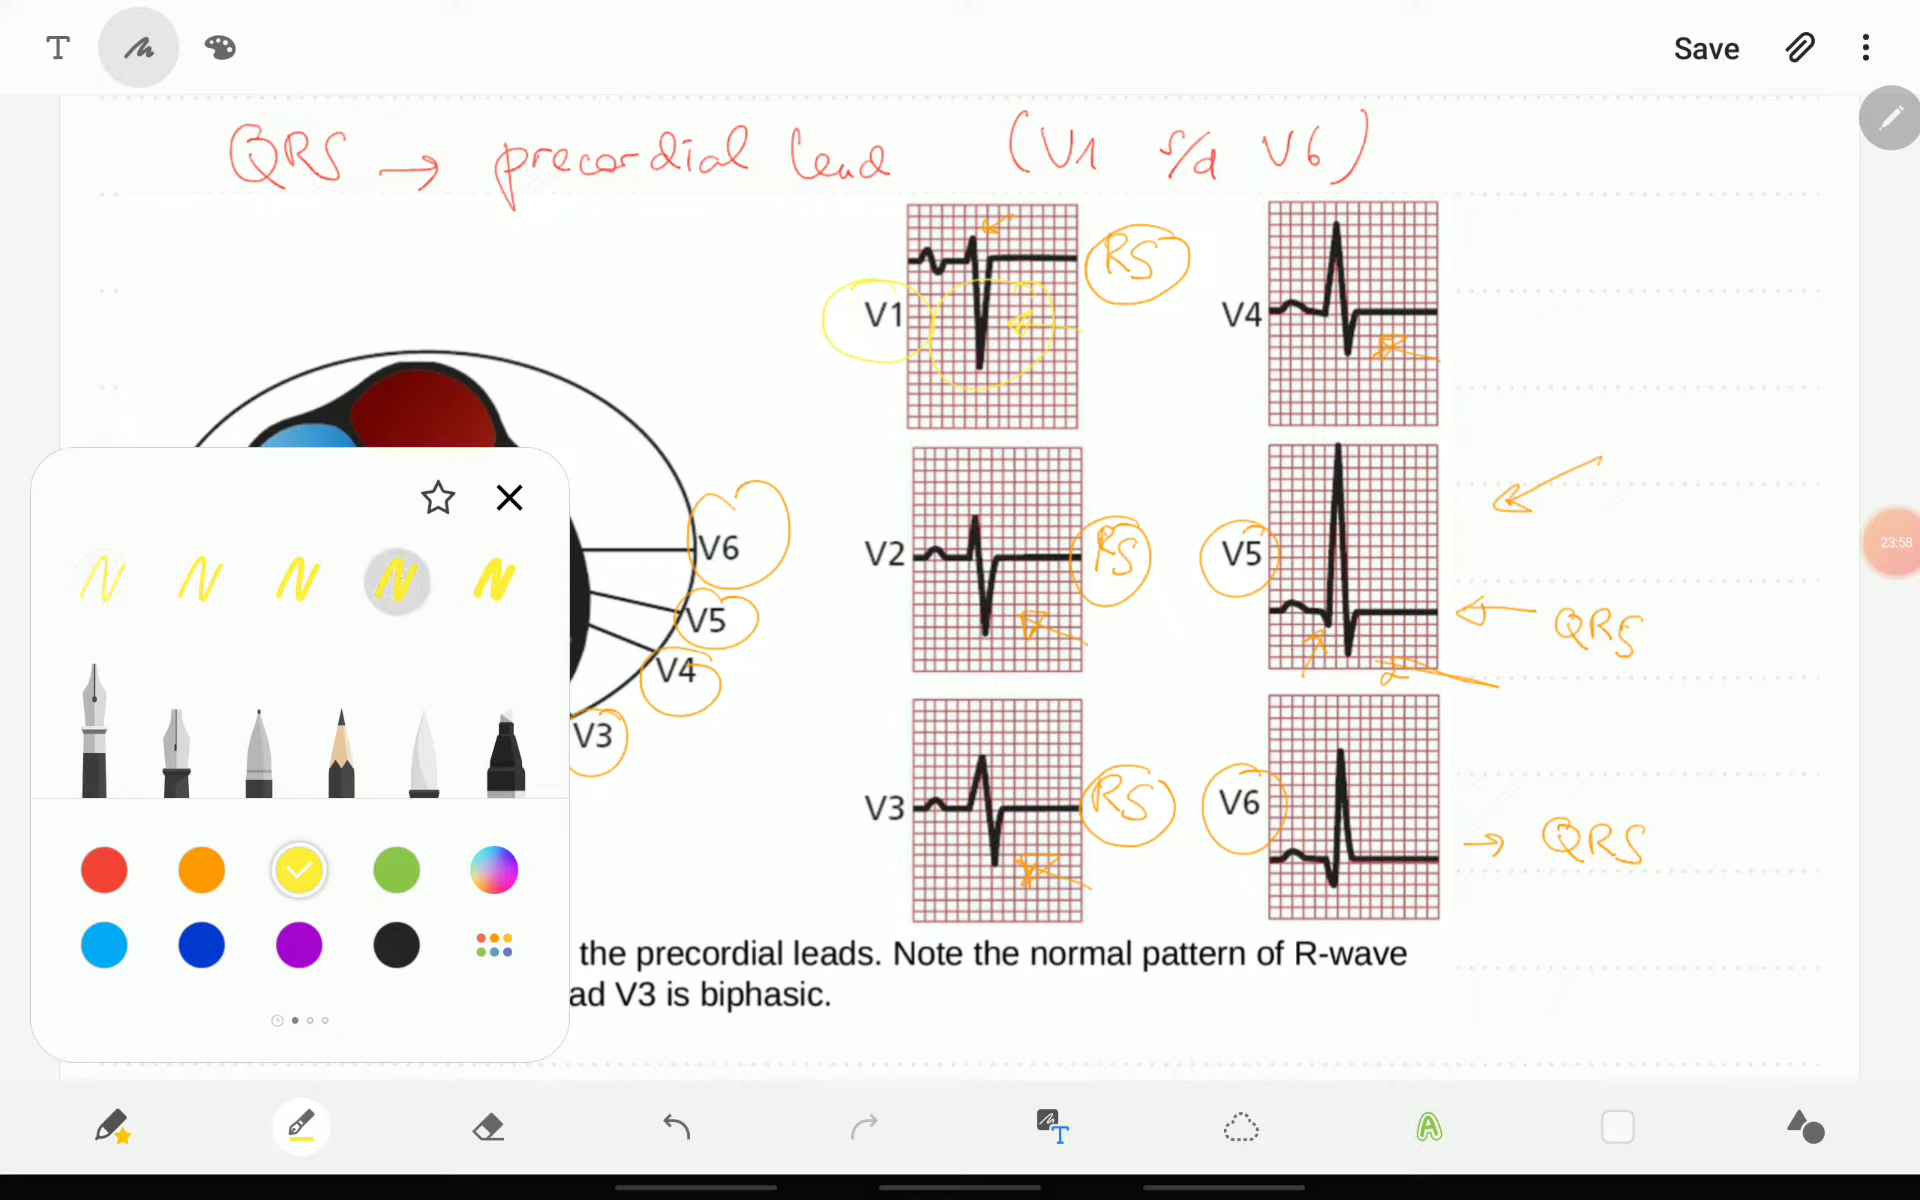 T
Save
QRS → precordial lead (V1 s/d V6)
RS
V1
V4
V6
V2
RS
V5
V5
QRS
V4
V3
V3
RS
V6
→ QRS
the precordial leads. Note the normal pattern of R-wave
ad V3 is biphasic.
23:58